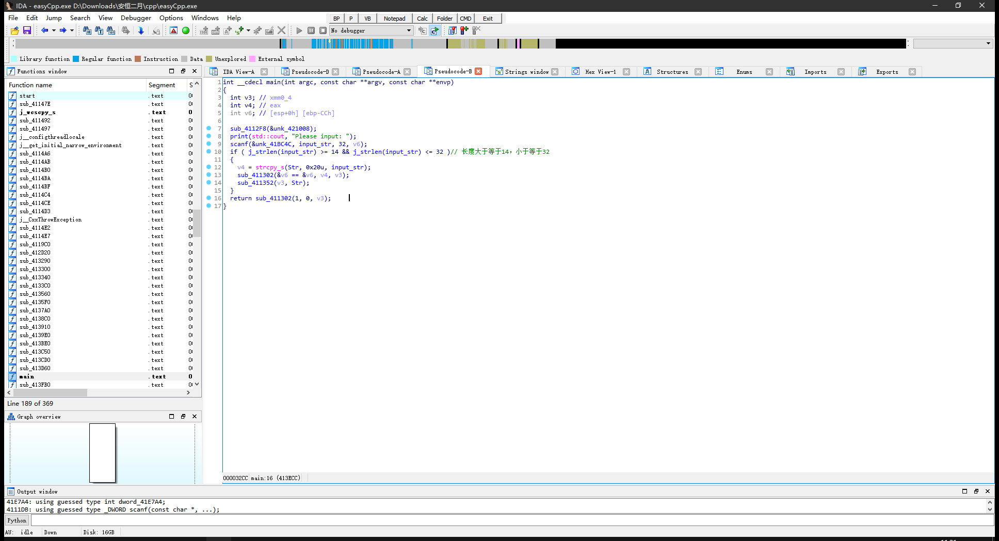 IDA - easyCpp.exe D:\Downloads\安恒二月\cpp\easyCpp.exe
File Edit Jump Search View Debugger Options Windows Help
BP P VB Notepad Calc Folder CMD Exit
No debugger
Library function Regular function Instruction Data Unexplored External symbol
Functions window
IDA View-A Pseudocode-D Pseudocode-A Pseudocode-B Strings window Hex View-1 Structures Enums Imports Exports
Function name Segment S
start .text 0
sub_41147E .text 0
j_wcscpy_s .text 0
sub_411492 .text 0
sub_411497 .text 0
j__configthreadlocale .text 0
j__get_initial_narrow_environment .text 0
sub_4114A6 .text 0
sub_4114AB .text 0
sub_4114B0 .text 0
sub_4114BA .text 0
sub_4114BF .text 0
sub_4114C4 .text 0
sub_4114CE .text 0
sub_4114D3 .text 0
j__CxxThrowException .text 0
sub_4114E2 .text 0
sub_4114E7 .text 0
sub_4119C0 .text 0
sub_412D20 .text 0
sub_413290 .text 0
sub_413300 .text 0
sub_413340 .text 0
sub_4133C0 .text 0
sub_413560 .text 0
sub_4135F0 .text 0
sub_4137A0 .text 0
sub_4138C0 .text 0
sub_413910 .text 0
sub_4139E0 .text 0
sub_413BE0 .text 0
sub_413C50 .text 0
sub_413CD0 .text 0
sub_413D60 .text 0
main .text 0
sub_413FB0 .text 0
Line 189 of 369
Graph overview
1 int __cdecl main(int argc, const char **argv, const char **envp)
2 {
3 int v3; // xmm0_4
4 int v4; // eax
5 int v6; // [esp+0h] [ebp-CCh]
6
7 sub_4112F8(&unk_421008);
8 print(std::cout, "Please input: ");
9 scanf(&unk_41BC4C, input_str, 32, v6);
10 if ( j_strlen(input_str) >= 14 && j_strlen(input_str) <= 32 )// 长度大于等于14，小于等于32
11 {
12 v4 = strcpy_s(Str, 0x20u, input_str);
13 sub_411302(&v6 == &v6, v4, v3);
14 sub_411352(v3, Str);
15 }
16 return sub_411302(1, 0, v3);
17 }
000032CC main:16 (413ECC)
Output window
41E7A4: using guessed type int dword_41E7A4;
4111DB: using guessed type _DWORD scanf(const char *, ...);
Python
AU: idle Down Disk: 16GB